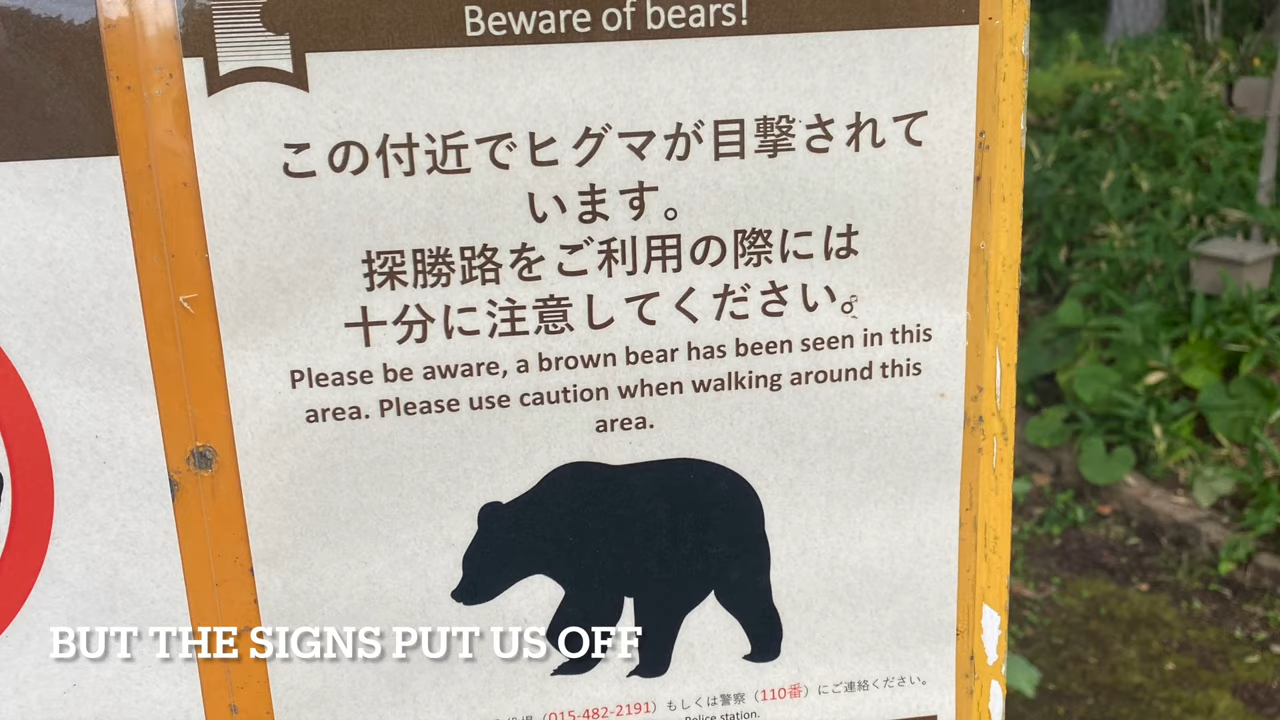 Beware of bears!
この付近でヒグマが目撃されて
います。
探勝路をご利用の際には
十分に注意してください。
Please be aware, a brown bear has been seen in this
area. Please use caution when walking around this
area.
BUT THE SIGNS PUT US OFF
（015-482-2191）もしくは警察（110番）にご連絡ください。
Police station.